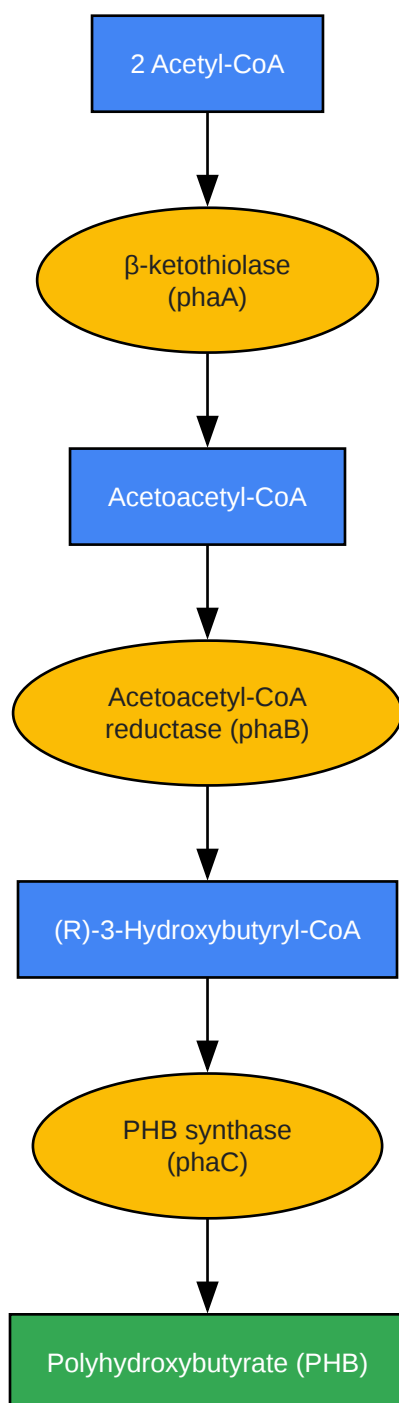 2 Acetyl-CoA
β-ketothiolase
(phaA)
Acetoacetyl-CoA
Acetoacetyl-CoA
reductase (phaB)
(R)-3-Hydroxybutyryl-CoA
PHB synthase
(phaC)
Polyhydroxybutyrate (PHB)